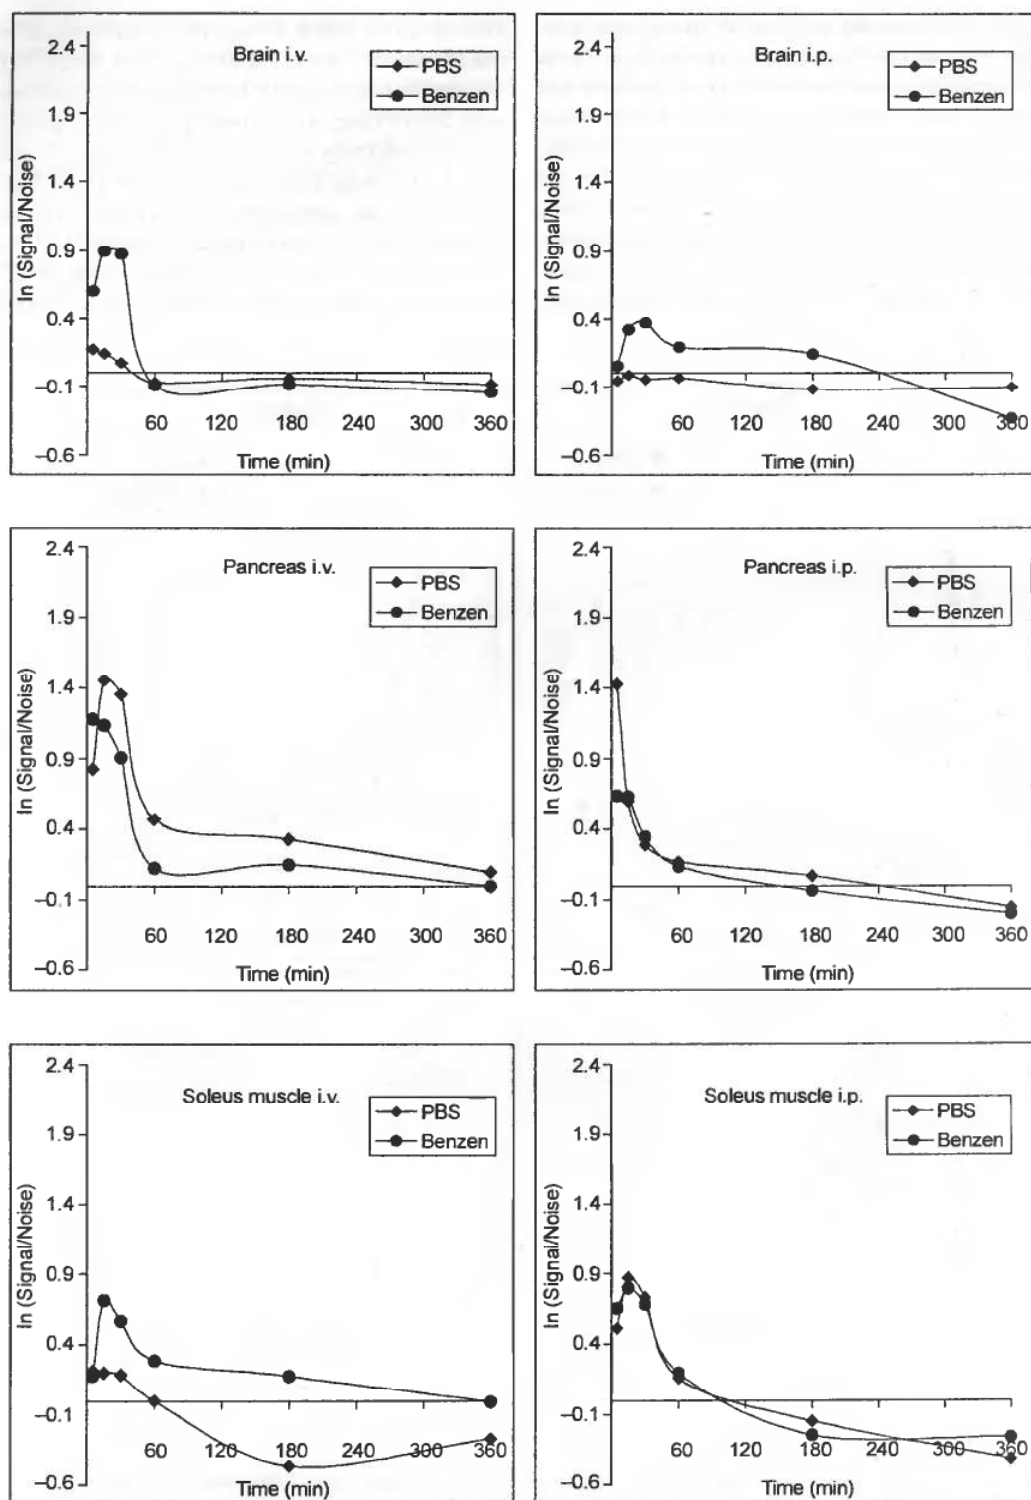 Brain i.v.
PBS
Benzen
ln (Signal/Noise)
2.4
1.9
1.4
0.9
0.4
–0.1
–0.6
60 120 180 240 300 360
Time (min)
Brain i.p.
PBS
Benzen
ln (Signal/Noise)
2.4
1.9
1.4
0.9
0.4
–0.1
–0.6
60 120 180 240 300 360
Time (min)
Pancreas i.v.
PBS
Benzen
ln (Signal/Noise)
2.4
1.9
1.4
0.9
0.4
–0.1
–0.6
60 120 180 240 300 360
Time (min)
Pancreas i.p.
PBS
Benzen
ln (Signal/Noise)
2.4
1.9
1.4
0.9
0.4
–0.1
–0.6
60 120 180 240 300 360
Time (min)
Soleus muscle i.v.
PBS
Benzen
ln (Signal/Noise)
2.4
1.9
1.4
0.9
0.4
–0.1
–0.6
60 120 180 240 300 360
Time (min)
Soleus muscle i.p.
PBS
Benzen
ln (Signal/Noise)
2.4
1.9
1.4
0.9
0.4
–0.1
–0.6
60 120 180 240 300 360
Time (min)